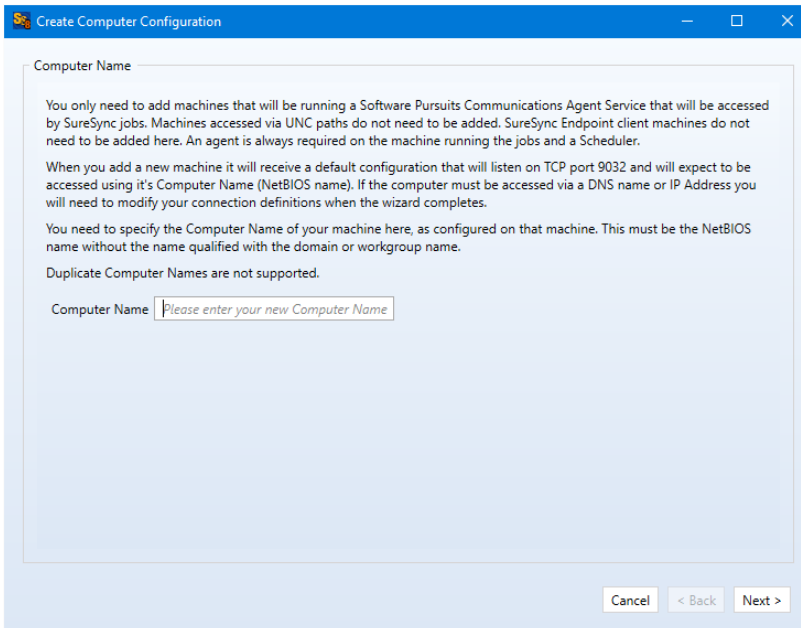 Create Computer Configuration
Computer Name
You only need to add machines that will be running a Software Pursuits Communications Agent Service that will be accessed
by SureSync jobs. Machines accessed via UNC paths do not need to be added. SureSync Endpoint client machines do not
need to be added here. An agent is always required on the machine running the jobs and a Scheduler.
When you add a new machine it will receive a default configuration that will listen on TCP port 9032 and will expect to be
accessed using it's Computer Name (NetBIOS name). If the computer must be accessed via a DNS name or IP Address you
will need to modify your connection definitions when the wizard completes.
You need to specify the Computer Name of your machine here, as configured on that machine. This must be the NetBIOS
name without the name qualified with the domain or workgroup name.
Duplicate Computer Names are not supported.
Computer Name Please enter your new Computer Name
Cancel < Back Next >